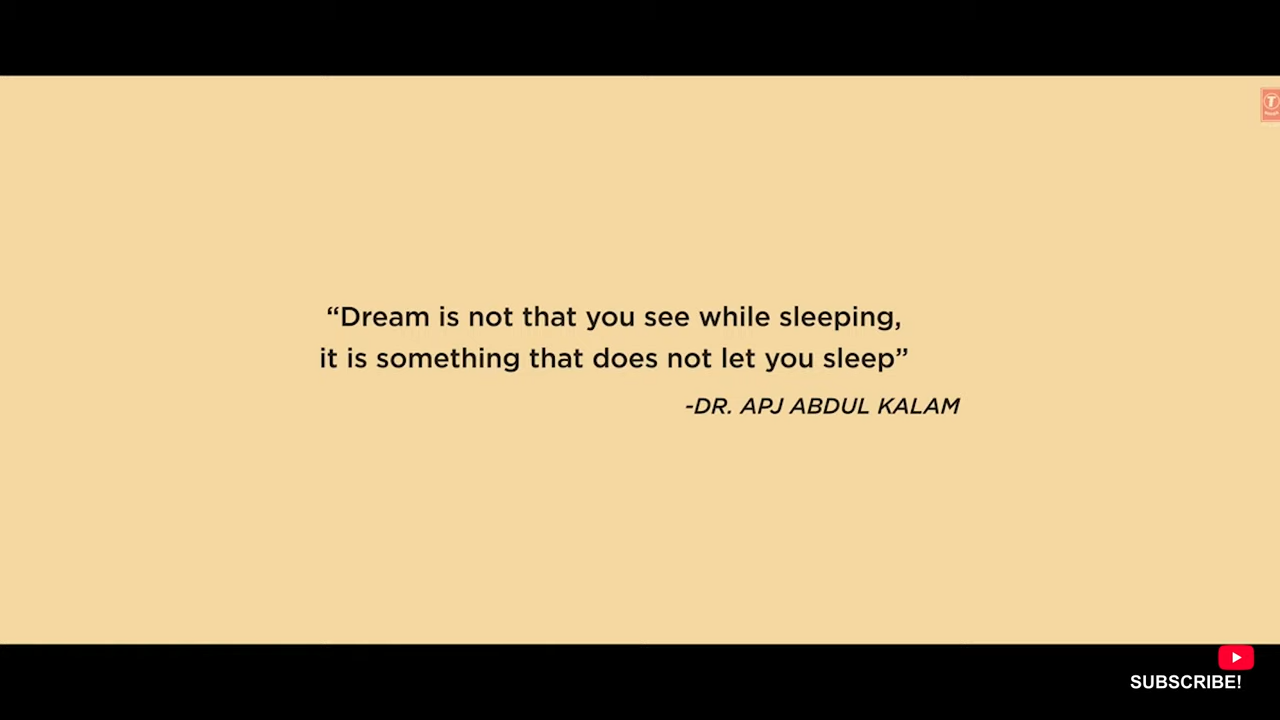 “Dream is not that you see while sleeping,
it is something that does not let you sleep”
-DR. APJ ABDUL KALAM
T
SUBSCRIBE!